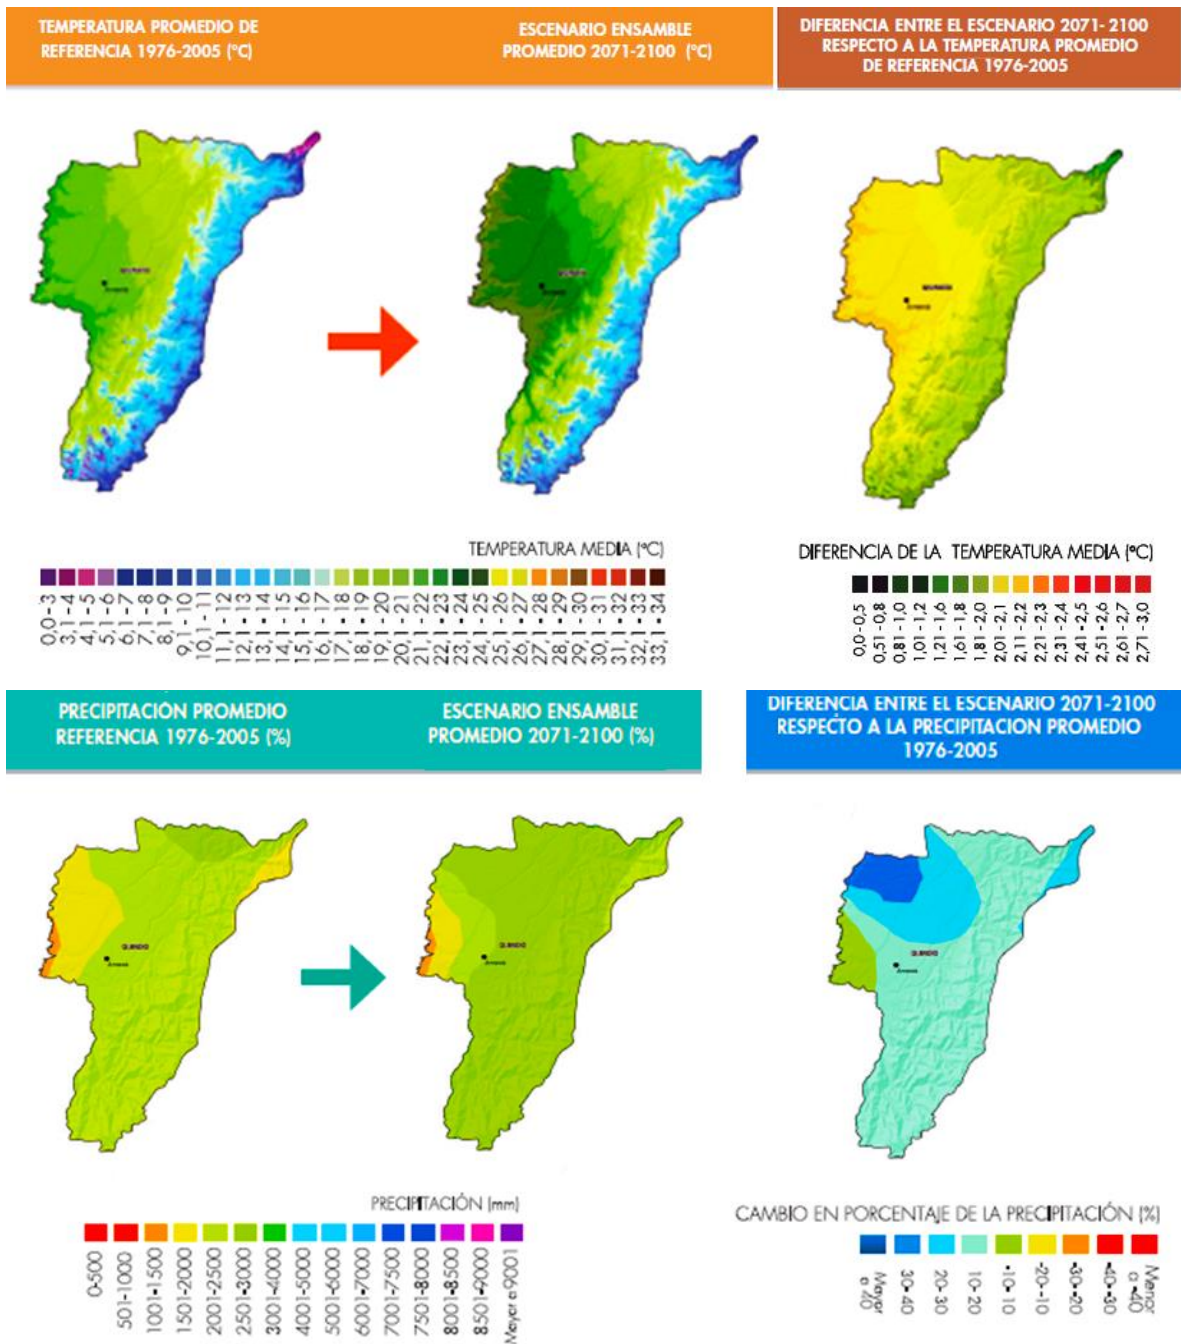 TEMPERATURA PROMEDIO DE
REFERENCIA 1976-2005 (°C)
ESCENARIO ENSAMBLE
PROMEDIO 2071-2100 (°C)
DIFERENCIA ENTRE EL ESCENARIO 2071- 2100
RESPECTO A LA TEMPERATURA PROMEDIO
DE REFERENCIA 1976-2005
QUINDÍO
Armenia
QUINDÍO
Armenia
QUINDÍO
Armenia
TEMPERATURA MEDIA (°C)
0,0 - 3
3,1 - 4
4,1 - 5
5,1 - 6
6,1 - 7
7,1 - 8
8,1 - 9
9,1 - 10
10,1 - 11
11,1 - 12
12,1 - 13
13,1 - 14
14,1 - 15
15,1 - 16
16,1 - 17
17,1 - 18
18,1 - 19
19,1 - 20
20,1 - 21
21,1 - 22
22,1 - 23
23,1 - 24
24,1 - 25
25,1 - 26
26,1 - 27
27,1 - 28
28,1 - 29
29,1 - 30
30,1 - 31
31,1 - 32
32,1 - 33
33,1 - 34
DIFERENCIA DE LA TEMPERATURA MEDIA (°C)
0,0 - 0,5
0,51 - 0,8
0,81 - 1,0
1,01 - 1,2
1,21 - 1,6
1,61 - 1,8
1,81 - 2,0
2,01 - 2,1
2,11 - 2,2
2,21 - 2,3
2,31 - 2,4
2,41 - 2,5
2,51 - 2,6
2,61 - 2,7
2,71 - 3,0
PRECIPITACIÓN PROMEDIO
REFERENCIA 1976-2005 (%)
ESCENARIO ENSAMBLE
PROMEDIO 2071-2100 (%)
DIFERENCIA ENTRE EL ESCENARIO 2071-2100
RESPECTO A LA PRECIPITACION PROMEDIO
1976-2005
QUINDIO
Armenia
QUINDIO
Armenia
QUINDIO
Armenia
PRECIPITACIÓN (mm)
0-500
501-1000
1001-1500
1501-2000
2001-2500
2501-3000
3001-4000
4001-5000
5001-6000
6001-7000
7001-7500
7501-8000
8001-8500
8501-9000
Mayor a 9001
CAMBIO EN PORCENTAJE DE LA PRECIPITACIÓN (%)
Mayor
a 40
30 - 40
20 - 30
10 - 20
-10 - 10
-20 - -10
-30 - -20
-40 - -30
Menor
a -40